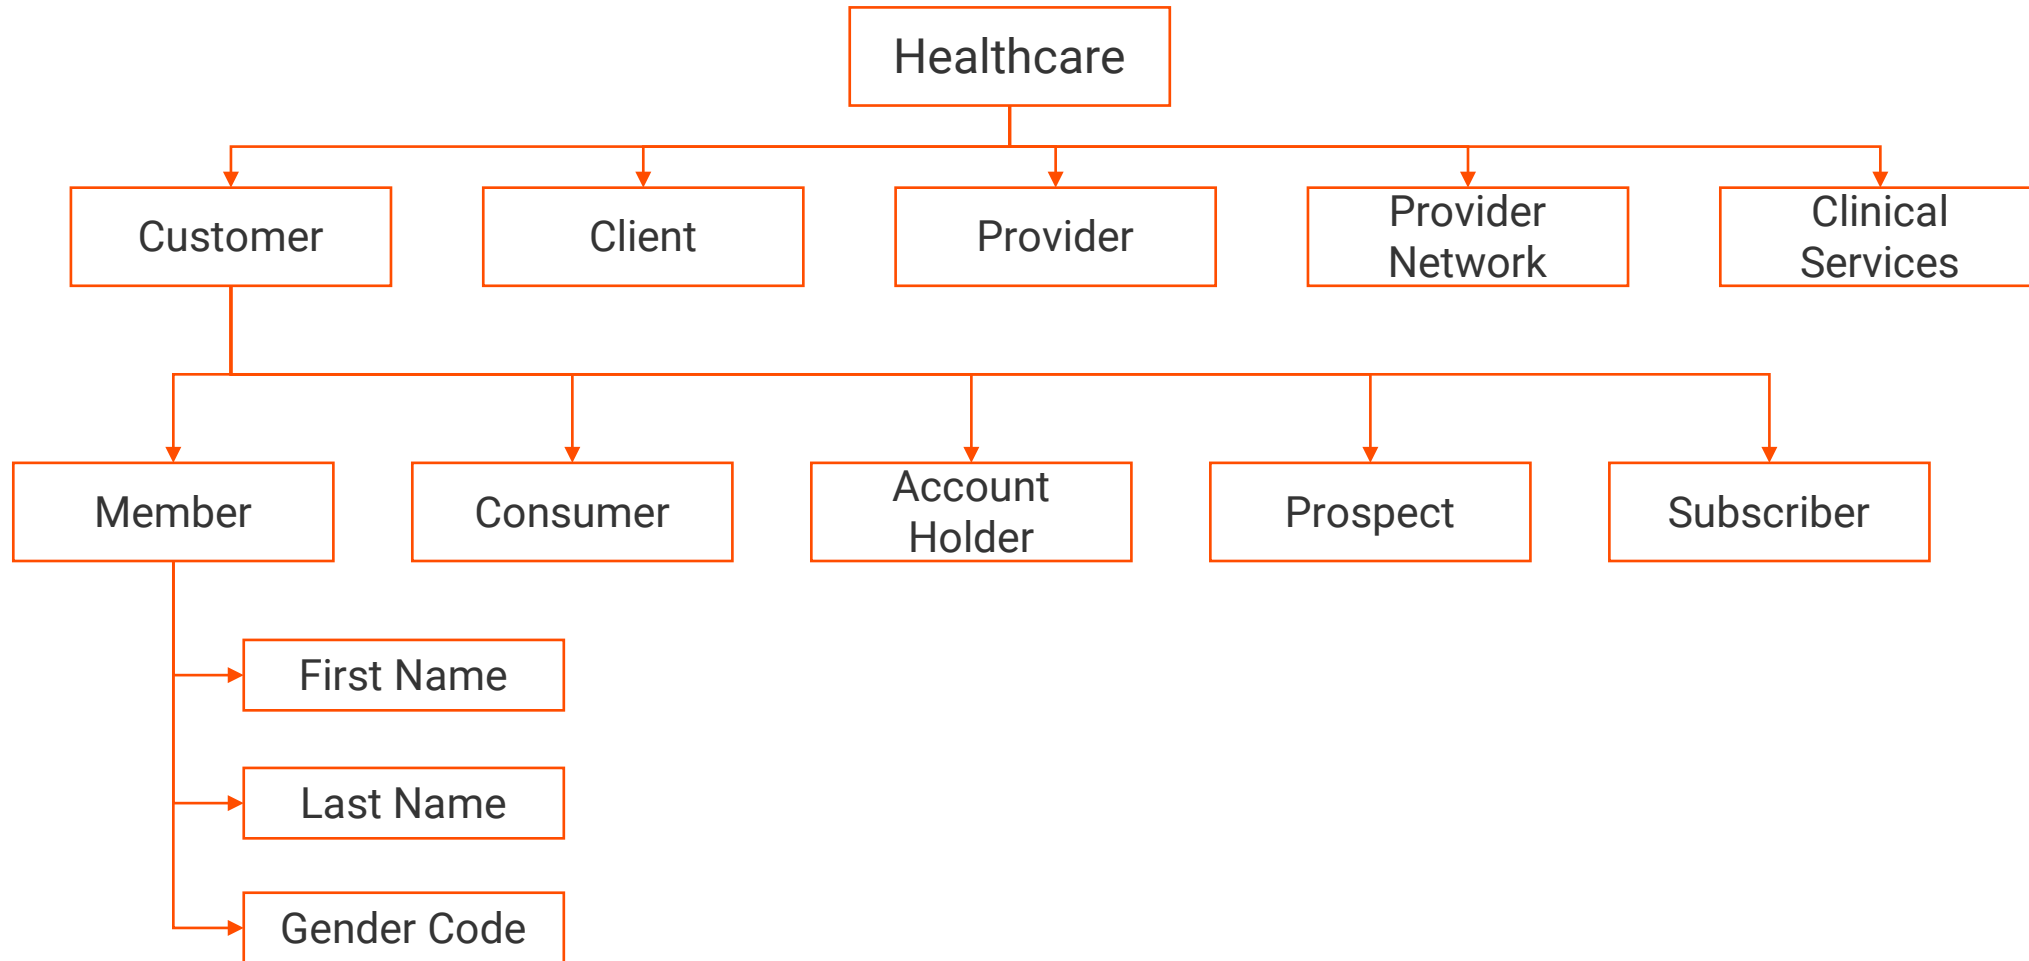 Healthcare
Customer
Client
Provider
Provider
Network
Clinical
Services
Member
Consumer
Account
Holder
Prospect
Subscriber
First Name
Last Name
Gender Code